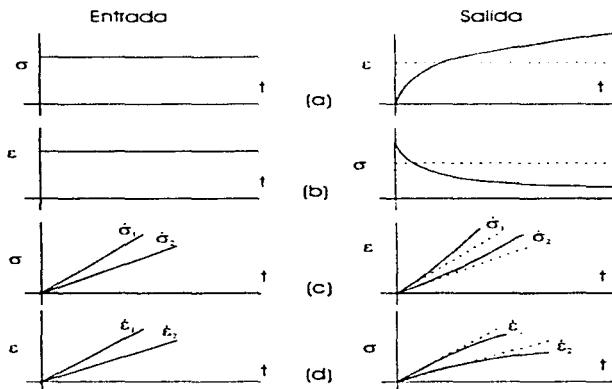 Entrada Salida
σ t (a) ε t
ε t (b) σ t
σ σ̇₁ σ̇₂ t (c) ε σ̇₁ σ̇₂ t
ε ε̇₁ ε̇₂ t (d) σ ε̇ ε̇₂ t